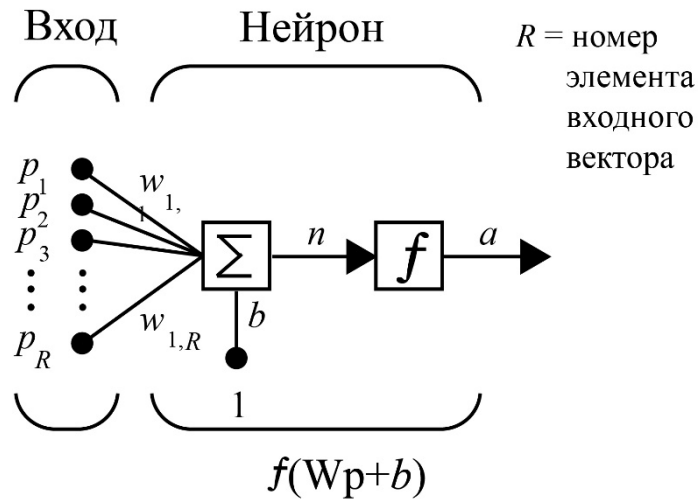 Вход
Нейрон
R = номер
элемента
входного
вектора
p1
p2
p3
pR
w1,1
w1,R
Σ
n
f
a
b
1
f(Wp+b)